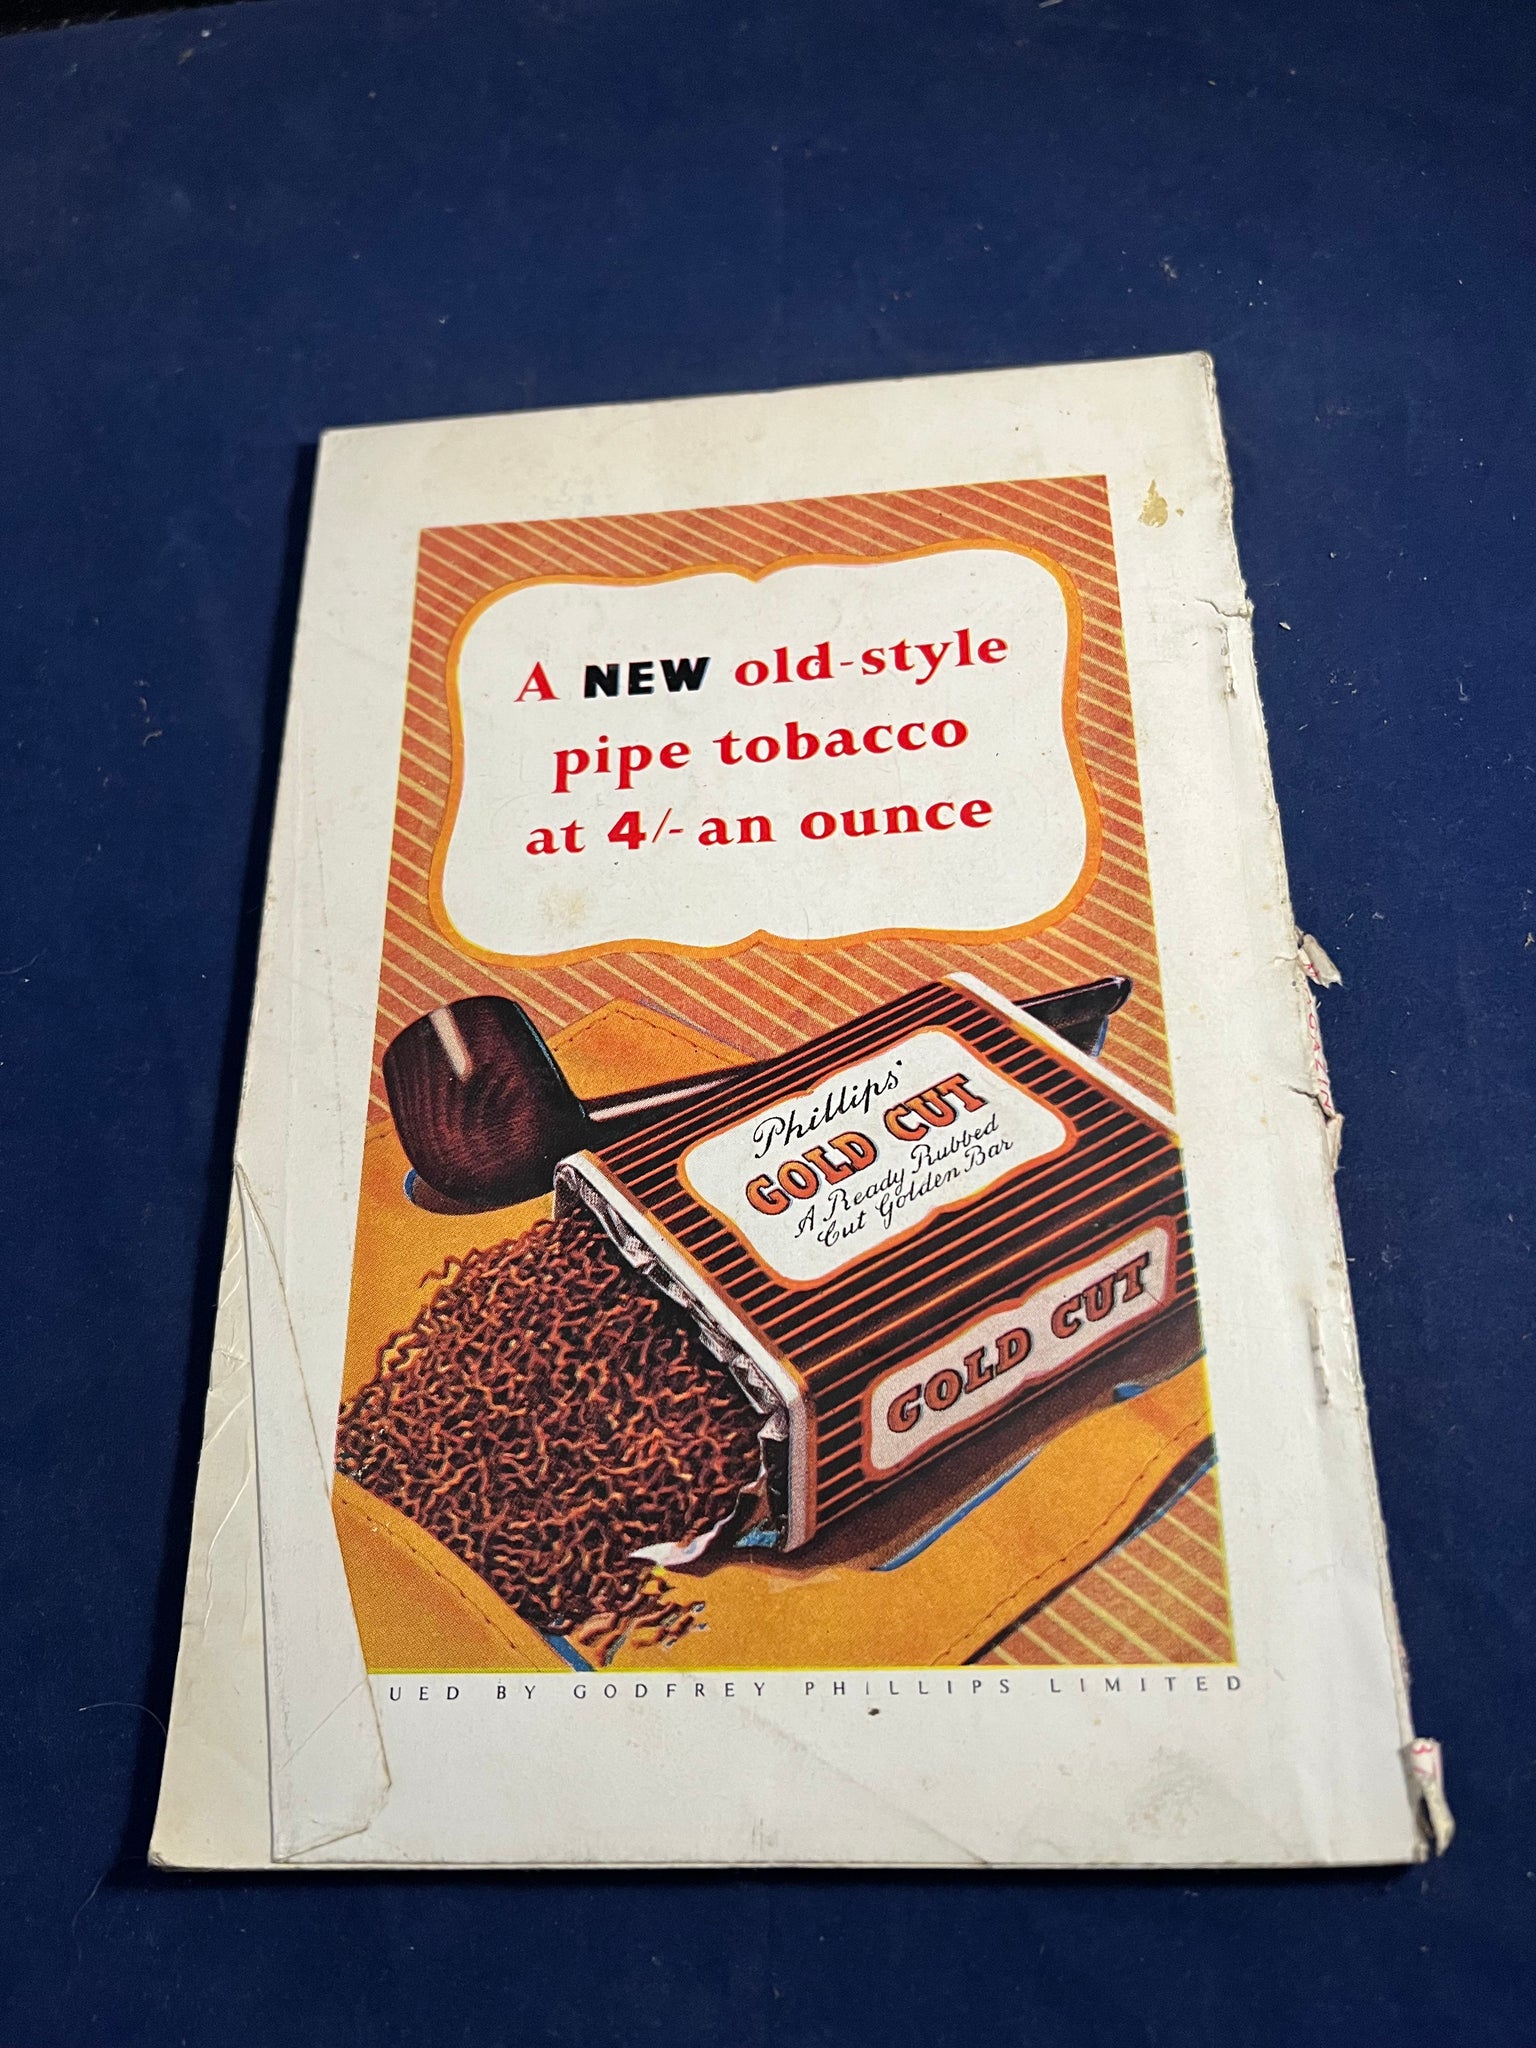 A NEW old-style
pipe tobacco
at 4/- an ounce
Phillips'
GOLD CUT
A Ready Rubbed
Cut Golden Bar
GOLD CUT
UED BY GODFREY PHILLIPS LIMITED
37